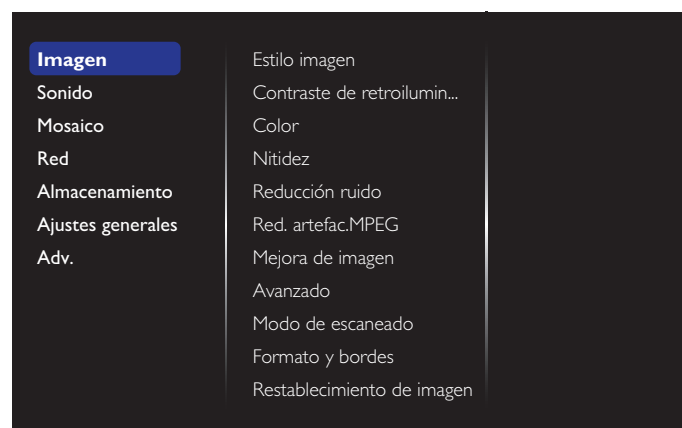 Imagen
Sonido
Mosaico
Red
Almacenamiento
Ajustes generales
Adv.
Estilo imagen
Contraste de retroilumin...
Color
Nitidez
Reducción ruido
Red. artefac.MPEG
Mejora de imagen
Avanzado
Modo de escaneado
Formato y bordes
Restablecimiento de imagen